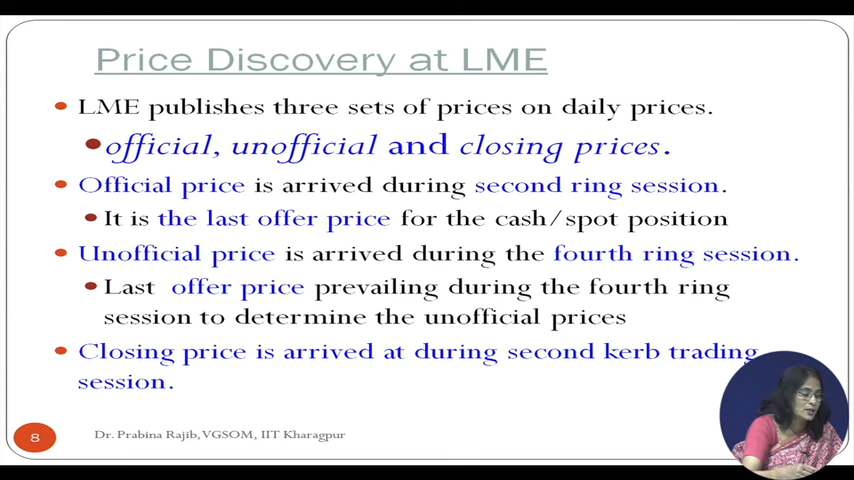 Price Discovery at LME
LME publishes three sets of prices on daily prices.
official, unofficial and closing prices.
Official price is arrived during second ring session.
It is the last offer price for the cash/spot position
Unofficial price is arrived during the fourth ring session.
Last offer price prevailing during the fourth ring
session to determine the unofficial prices
Closing price is arrived at during second kerb trading
session.
8
Dr. Prabina Rajib, VGSOM, IIT Kharagpur